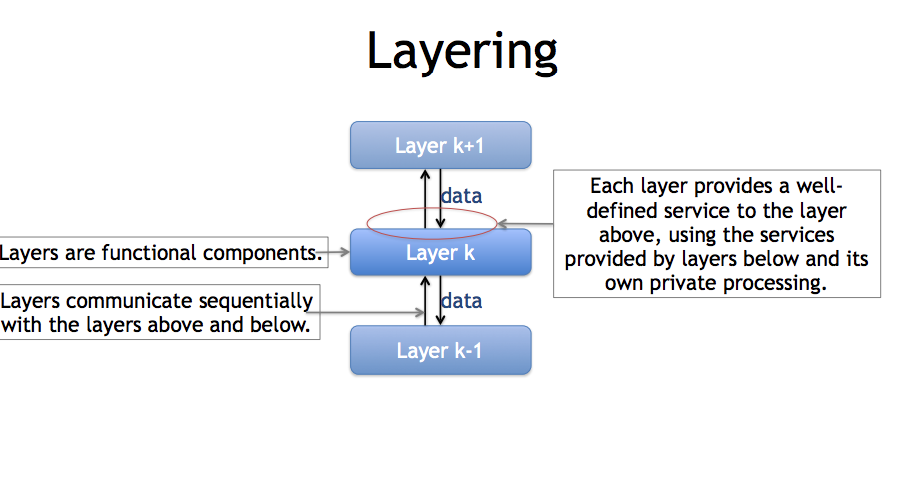 Layering
Layer k+1
data
Each layer provides a well-
defined service to the layer
above, using the services
provided by layers below and its
own private processing.
Layers are functional components.
Layer k
Layers communicate sequentially
with the layers above and below.
data
Layer k-1